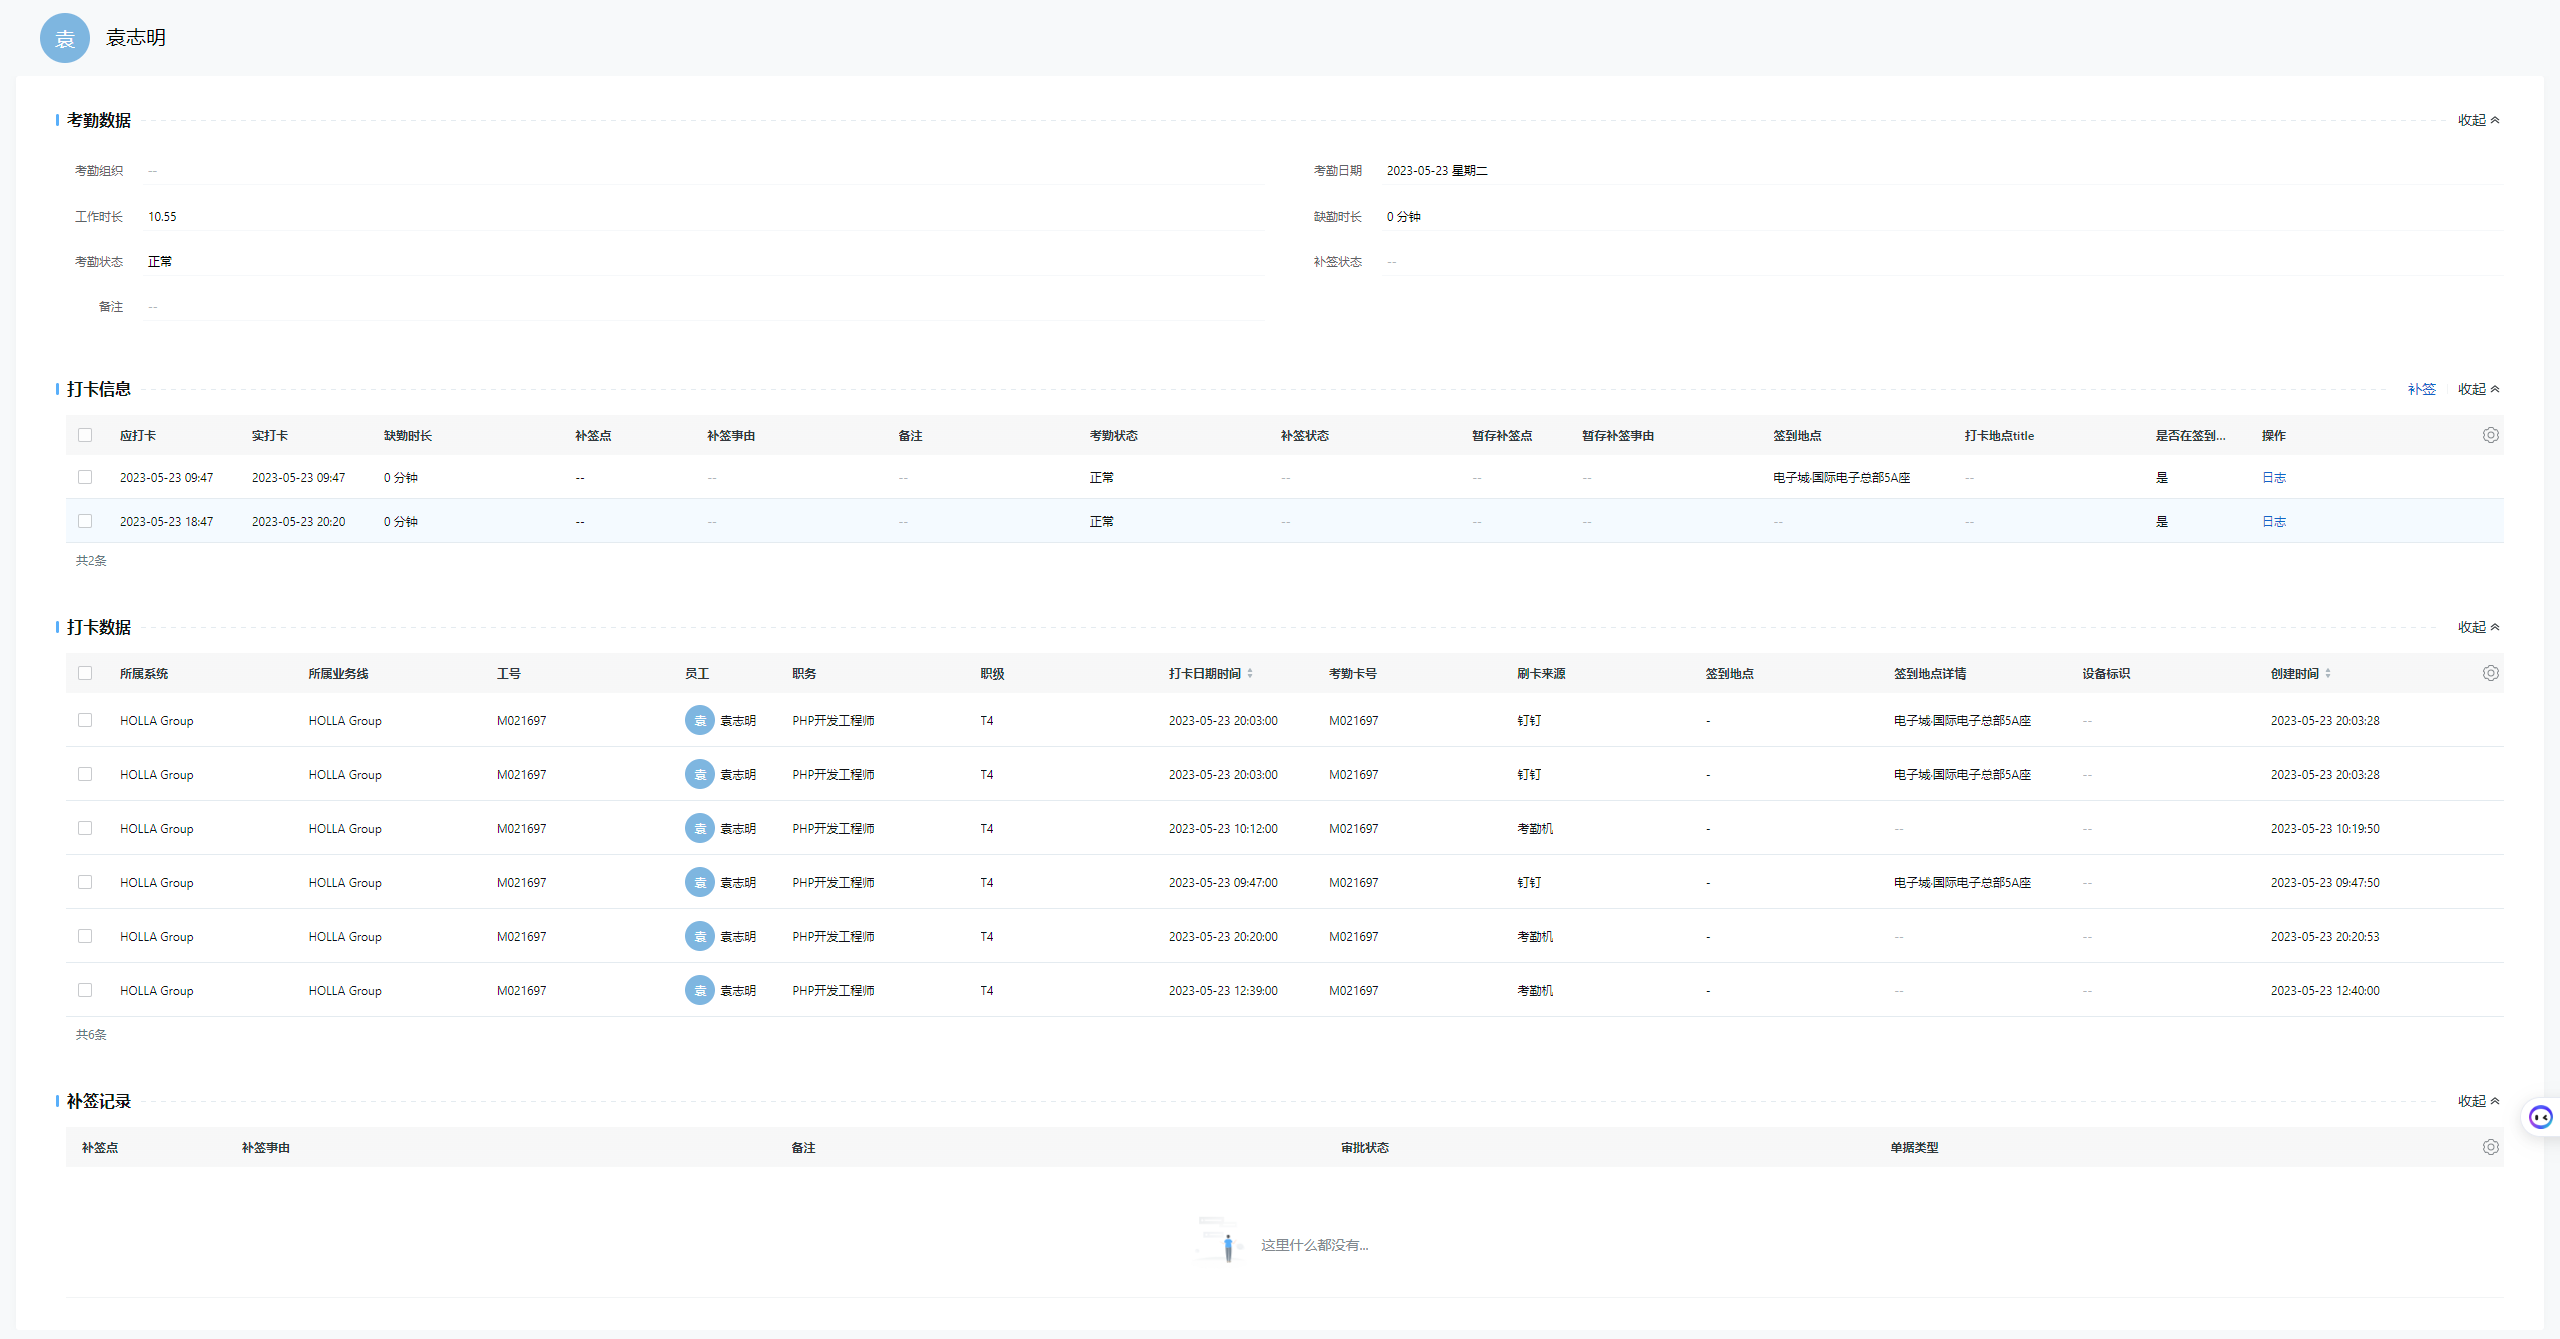 袁 袁志明
考勤数据 收起
考勤组织 -- 考勤日期 2023-05-23 星期二
工作时长 10.55 缺勤时长 0 分钟
考勤状态 正常 补签状态 --
备注 --
打卡信息 补签 收起
应打卡 实打卡 缺勤时长 补签点 补签事由 备注 考勤状态 补签状态 暂存补签点 暂存补签事由 签到地点 打卡地点title 是否在签到... 操作
2023-05-23 09:47 2023-05-23 09:47 0 分钟 -- -- -- 正常 -- -- -- 电子城·国际电子总部5A座 -- 是 日志
2023-05-23 18:47 2023-05-23 20:20 0 分钟 -- -- -- 正常 -- -- -- -- -- 是 日志
共2条
打卡数据 收起
所属系统 所属业务线 工号 员工 职务 职级 打卡日期时间 考勤卡号 刷卡来源 签到地点 签到地点详情 设备标识 创建时间
HOLLA Group HOLLA Group M021697 袁 袁志明 PHP开发工程师 T4 2023-05-23 20:03:00 M021697 钉钉 - 电子城·国际电子总部5A座 -- 2023-05-23 20:03:28
HOLLA Group HOLLA Group M021697 袁 袁志明 PHP开发工程师 T4 2023-05-23 20:03:00 M021697 钉钉 - 电子城·国际电子总部5A座 -- 2023-05-23 20:03:28
HOLLA Group HOLLA Group M021697 袁 袁志明 PHP开发工程师 T4 2023-05-23 10:12:00 M021697 考勤机 - -- -- 2023-05-23 10:19:50
HOLLA Group HOLLA Group M021697 袁 袁志明 PHP开发工程师 T4 2023-05-23 09:47:00 M021697 钉钉 - 电子城·国际电子总部5A座 -- 2023-05-23 09:47:50
HOLLA Group HOLLA Group M021697 袁 袁志明 PHP开发工程师 T4 2023-05-23 20:20:00 M021697 考勤机 - -- -- 2023-05-23 20:20:53
HOLLA Group HOLLA Group M021697 袁 袁志明 PHP开发工程师 T4 2023-05-23 12:39:00 M021697 考勤机 - -- -- 2023-05-23 12:40:00
共6条
补签记录 收起
补签点 补签事由 备注 审批状态 单据类型
这里什么都没有...